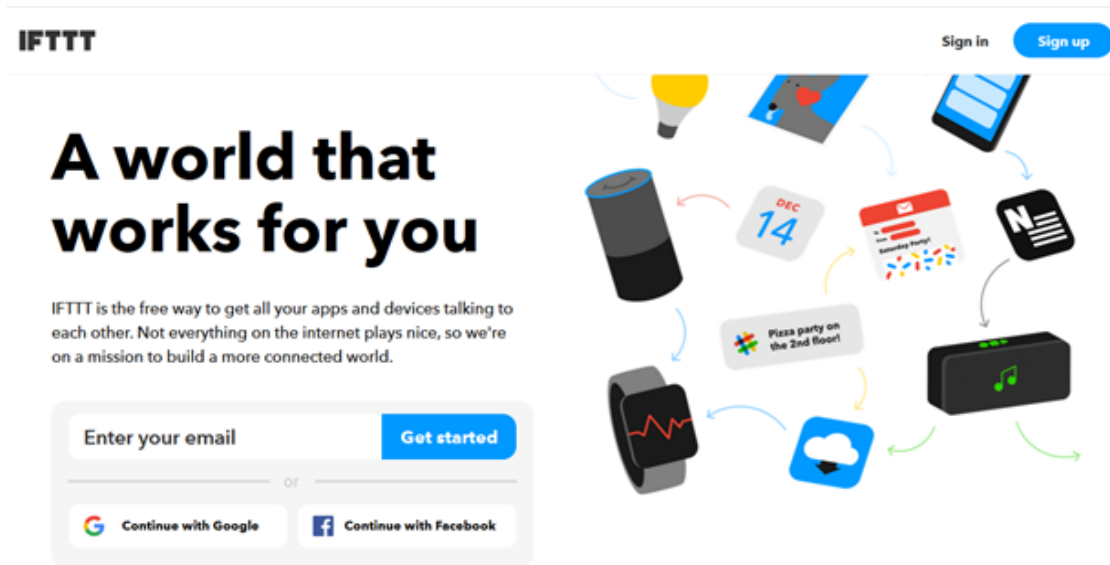 IFTTT
Sign in
Sign up
A world that
works for you
IFTTT is the free way to get all your apps and devices talking to
each other. Not everything on the internet plays nice, so we're
on a mission to build a more connected world.
Enter your email
Get started
or
Continue with Google
Continue with Facebook
DEC
14
To
From
Saturday Party!
N
Pizza party on
the 2nd floor!